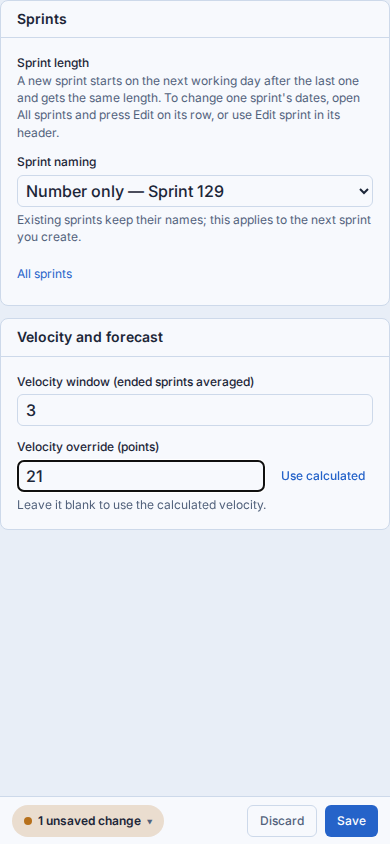 Sprints
Sprint length
A new sprint starts on the next working day after the last one
and gets the same length. To change one sprint's dates, open
All sprints and press Edit on its row, or use Edit sprint in its
header.
Sprint naming
Number only — Sprint 129
Existing sprints keep their names; this applies to the next sprint
you create.
All sprints
Velocity and forecast
Velocity window (ended sprints averaged)
3
Velocity override (points)
21
Use calculated
Leave it blank to use the calculated velocity.
1 unsaved change ▾
Discard
Save